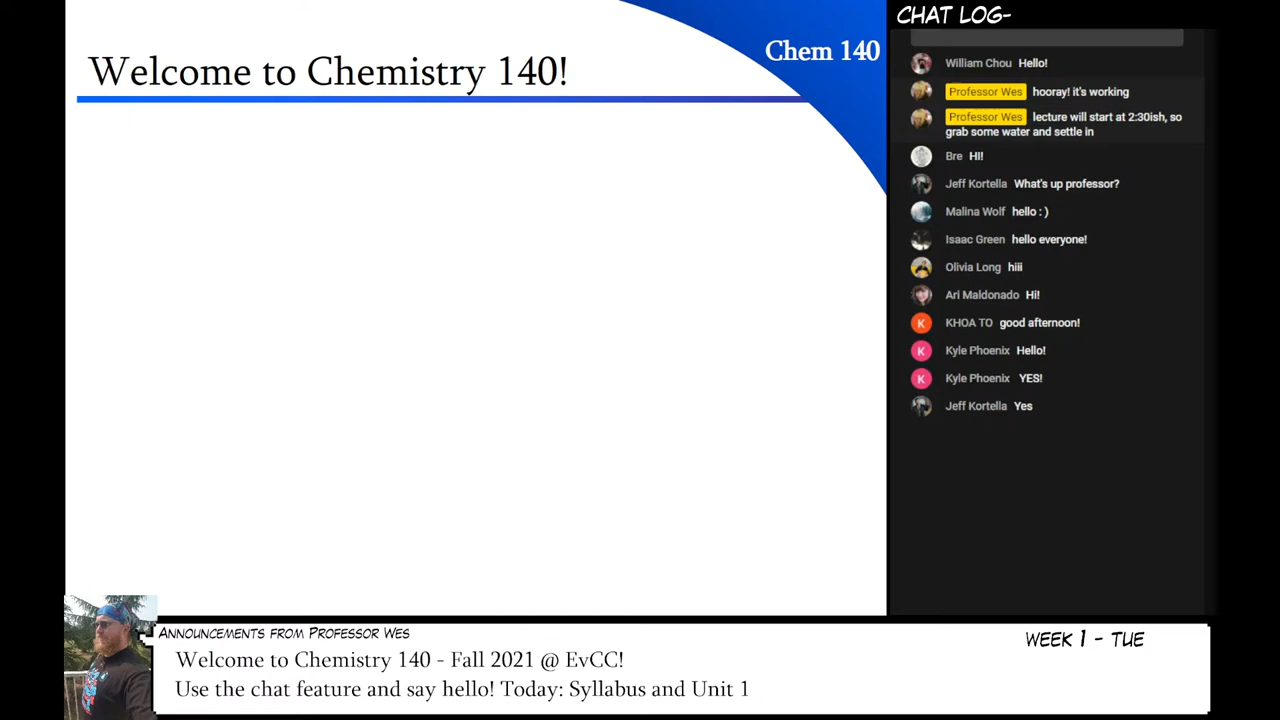 Welcome to Chemistry 140!
Chem 140
CHAT LOG-
William Chou Hello!
Professor Wes hooray! it's working
Professor Wes lecture will start at 2:30ish, so
grab some water and settle in
Bre HI!
Jeff Kortella What's up professor?
Malina Wolf hello : )
Isaac Green hello everyone!
Olivia Long hiii
Ari Maldonado Hi!
K KHOA TO good afternoon!
K Kyle Phoenix Hello!
K Kyle Phoenix YES!
Jeff Kortella Yes
ANNOUNCEMENTS FROM PROFESSOR WES
WEEK 1 - TUE
Welcome to Chemistry 140 - Fall 2021 @ EvCC!
Use the chat feature and say hello! Today: Syllabus and Unit 1